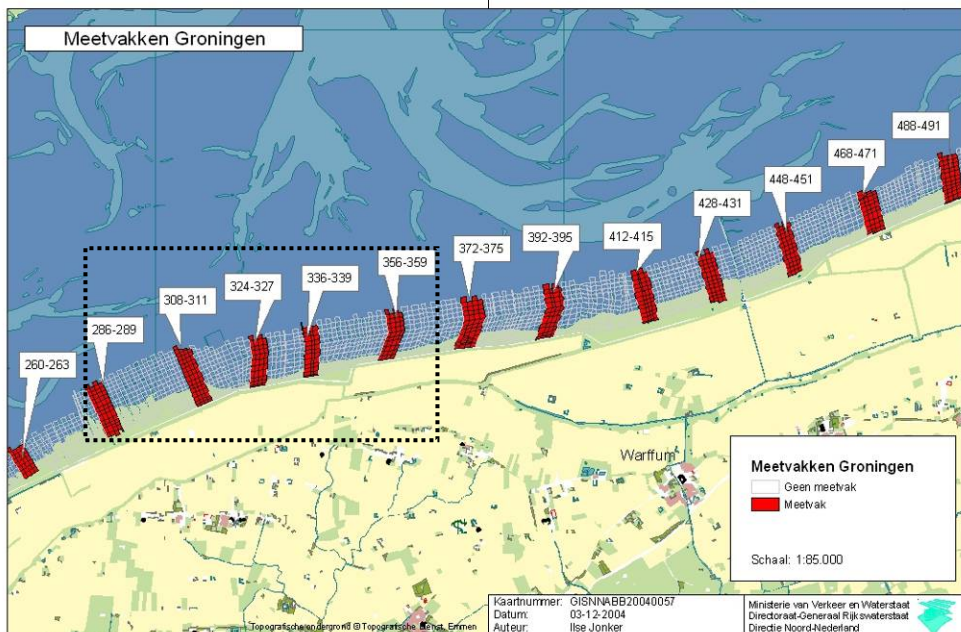 Meetvakken Groningen
488-491
468-471
448-451
428-431
412-415
392-395
372-375
356-359
336-339
324-327
308-311
286-289
260-263
Warffum
Meetvakken Groningen
Geen meetvak
Meetvak
Schaal: 1:85.000
Topografische ondergrond © Topografische Dienst, Emmen
Kaartnummer: GISNNABB20040057
Datum: 03-12-2004
Auteur: Ilse Jonker
Ministerie van Verkeer en Waterstaat
Directoraat-Generaal Rijkswaterstaat
Directie Noord-Nederland